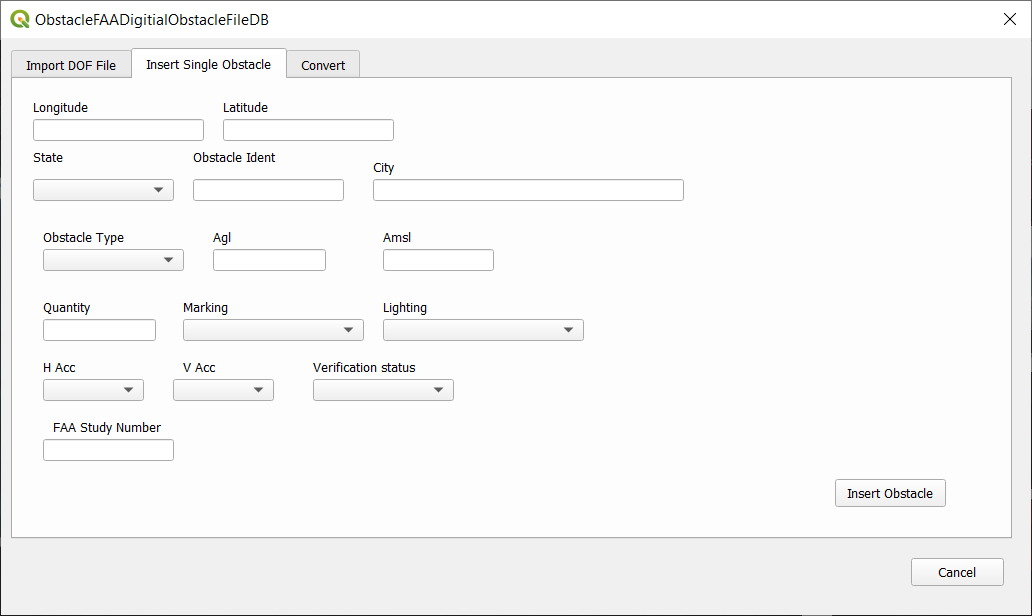 ObstacleFAADigitialObstacleFileDB
Import DOF File Insert Single Obstacle Convert
Longitude Latitude
State Obstacle Ident City
Obstacle Type Agl Amsl
Quantity Marking Lighting
H Acc V Acc Verification status
FAA Study Number
Insert Obstacle
Cancel